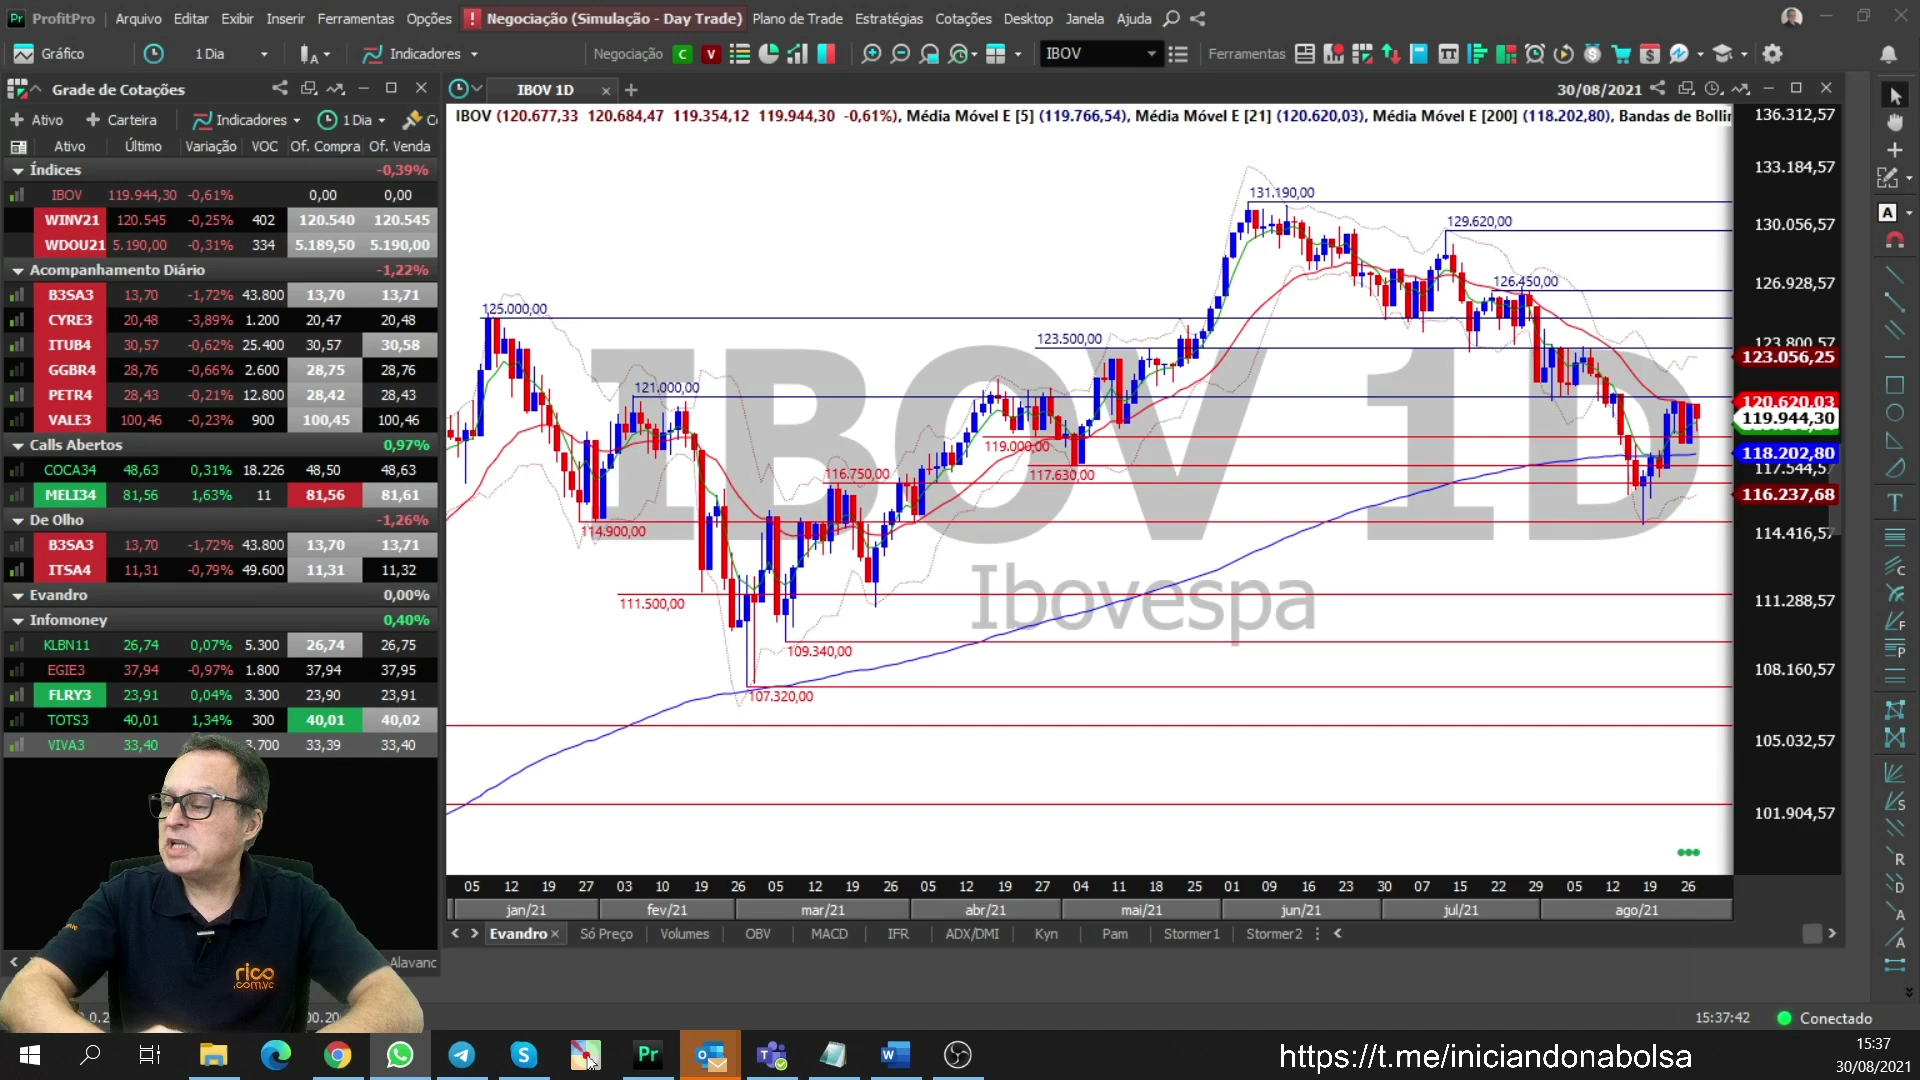 Pr ProfitPro Arquivo Editar Exibir Inserir Ferramentas Opções ! Negociação (Simulação - Day Trade) Plano de Trade Estratégias Cotações Desktop Janela Ajuda
Gráfico 1 Dia A Indicadores Negociação C V IBOV Ferramentas
Grade de Cotações
Ativo Carteira Indicadores 1 Dia
Ativo Último Variação VOC Of. Compra Of. Venda
Índices -0,39%
IBOV 119.944,30 -0,61% 0,00 0,00
WINV21 120.545 -0,25% 402 120.540 120.545
WDOU21 5.190,00 -0,31% 334 5.189,50 5.190,00
Acompanhamento Diário -1,22%
B3SA3 13,70 -1,72% 43.800 13,70 13,71
CYRE3 20,48 -3,89% 1.200 20,47 20,48
ITUB4 30,57 -0,62% 25.400 30,57 30,58
GGBR4 28,76 -0,66% 2.600 28,75 28,76
PETR4 28,43 -0,21% 12.800 28,42 28,43
VALE3 100,46 -0,23% 900 100,45 100,46
Calls Abertos 0,97%
COCA34 48,63 0,31% 18.226 48,50 48,63
MELI34 81,56 1,63% 11 81,56 81,61
De Olho -1,26%
B3SA3 13,70 -1,72% 43.800 13,70 13,71
ITSA4 11,31 -0,79% 49.600 11,31 11,32
Evandro 0,00%
Infomoney 0,40%
KLBN11 26,74 0,07% 5.300 26,74 26,75
EGIE3 37,94 -0,97% 1.800 37,94 37,95
FLRY3 23,91 0,04% 3.300 23,90 23,91
TOTS3 40,01 1,34% 300 40,01 40,02
VIVA3 33,40 3.700 33,39 33,40
Alavanc
rico
.com.vc
IBOV 1D
30/08/2021
IBOV (120.677,33 120.684,47 119.354,12 119.944,30 -0,61%), Média Móvel E [5] (119.766,54), Média Móvel E [21] (120.620,03), Média Móvel E [200] (118.202,80), Bandas de Bollin
IBOV 1D
Ibovespa
131.190,00
129.620,00
126.450,00
125.000,00
123.500,00
121.000,00
119.000,00
117.630,00
116.750,00
114.900,00
111.500,00
109.340,00
107.320,00
136.312,57
133.184,57
130.056,57
126.928,57
123.800,57
123.056,25
120.620,03
119.944,30
118.202,80
117.544,57
116.237,68
114.416,57
111.288,57
108.160,57
105.032,57
101.904,57
05 12 19 27 03 10 19 26 05 12 19 26 05 12 19 27 04 11 18 25 01 09 16 23 30 07 15 22 29 05 12 19 26
jan/21 fev/21 mar/21 abr/21 mai/21 jun/21 jul/21 ago/21
Evandro Só Preço Volumes OBV MACD IFR ADX/DMI Kyn Pam Stormer1 Stormer2
15:37:42 Conectado
https://t.me/iniciandonabolsa
15:37
30/08/2021